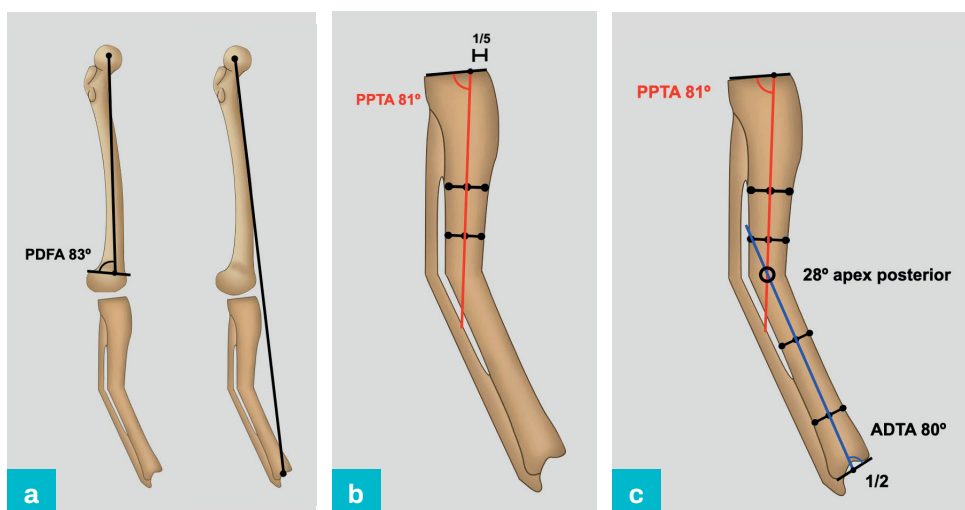 PDFA 83º
a
1/5
PPTA 81º
b
PPTA 81º
28º apex posterior
ADTA 80º
1/2
c